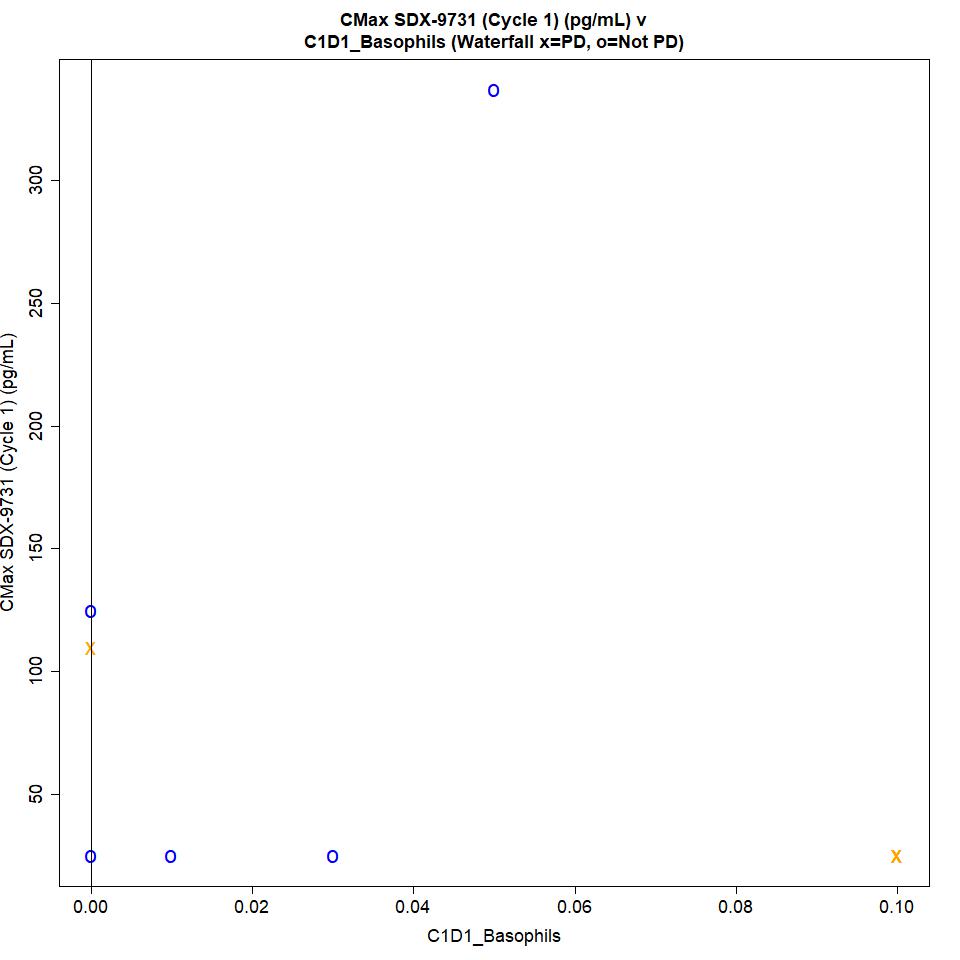 CMax SDX-9731 (Cycle 1) (pg/mL) v
C1D1_Basophils (Waterfall x=PD, o=Not PD)
CMax SDX-9731 (Cycle 1) (pg/mL)
300
250
200
150
100
50
O
O
X
O
O
O
X
0.00
0.02
0.04
0.06
0.08
0.10
C1D1_Basophils